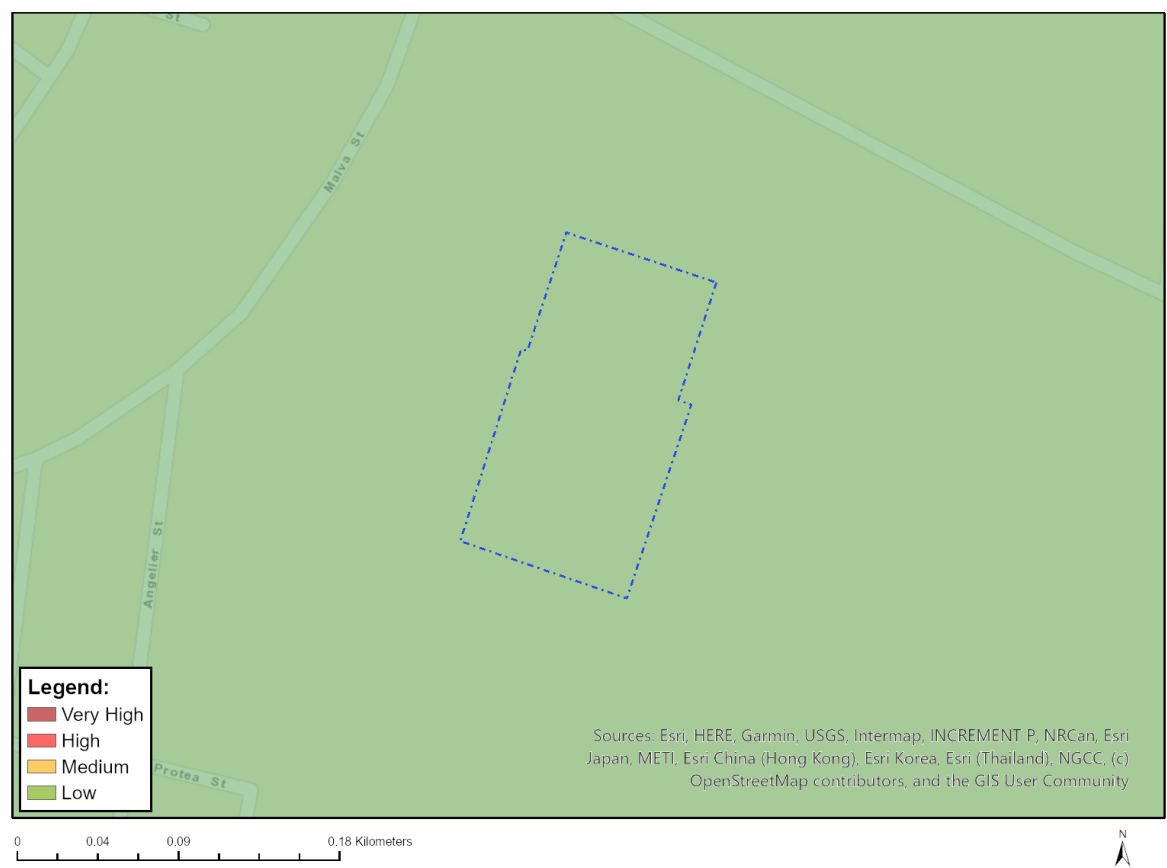 St
Malva St
Angelier St
Protea St
Legend:
Very High
High
Medium
Low
Sources: Esri, HERE, Garmin, USGS, Intermap, INCREMENT P, NRCan, Esri
Japan, METI, Esri China (Hong Kong), Esri Korea, Esri (Thailand), NGCC, (c)
OpenStreetMap contributors, and the GIS User Community
0 0.04 0.09 0.18 Kilometers
N